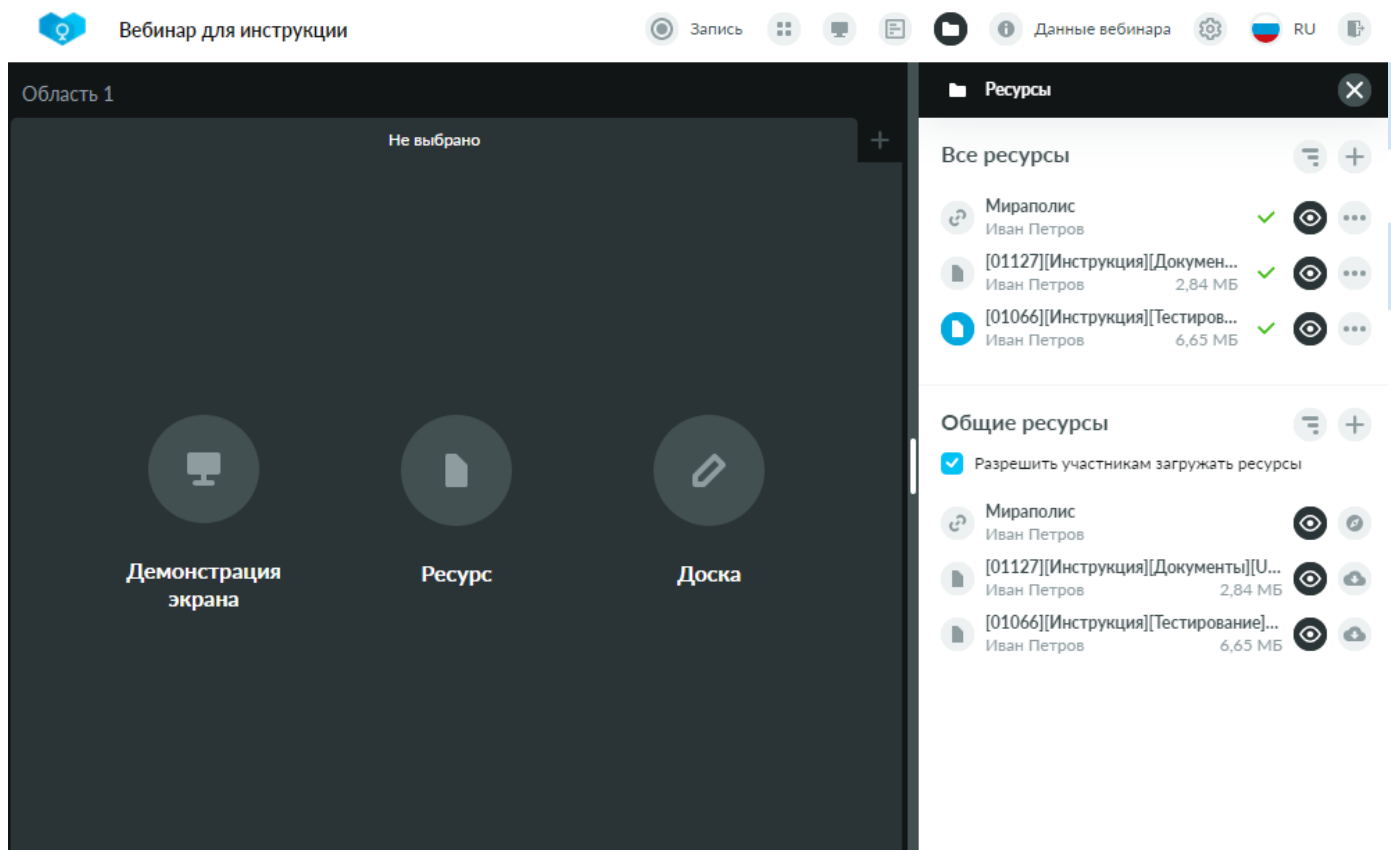 Вебинар для инструкции
Запись
Данные вебинара
RU
Область 1
Не выбрано
Демонстрация
экрана
Ресурс
Доска
Ресурсы
Все ресурсы
Мираполис
Иван Петров
[01127][Инструкция][Докумен...
Иван Петров 2,84 МБ
[01066][Инструкция][Тестиров...
Иван Петров 6,65 МБ
Общие ресурсы
Разрешить участникам загружать ресурсы
Мираполис
Иван Петров
[01127][Инструкция][Документы][U...
Иван Петров 2,84 МБ
[01066][Инструкция][Тестирование]...
Иван Петров 6,65 МБ